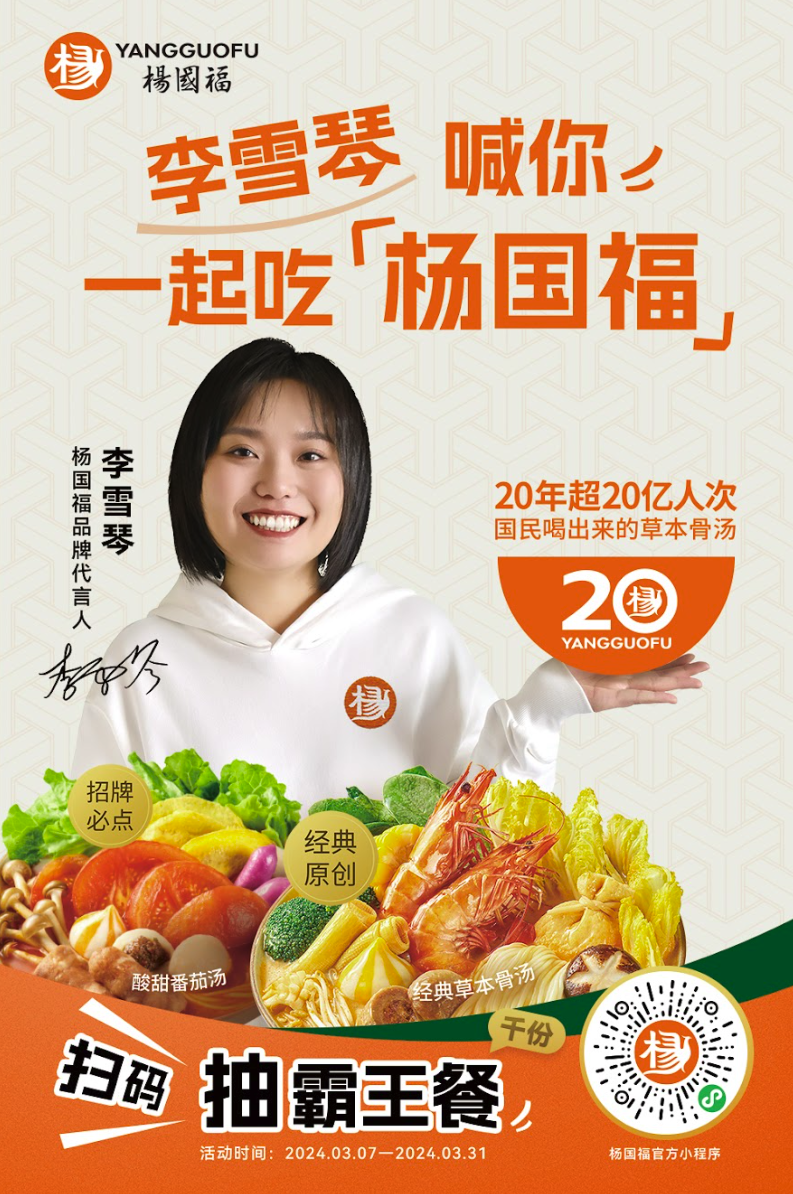 YANGGUOFU
楊國福
李雪琴 喊你
一起吃「杨国福」
李雪琴
杨国福品牌代言人
20年超20亿人次
国民喝出来的草本骨汤
20
YANGGUOFU
招牌
必点
经典
原创
酸甜番茄汤
经典草本骨汤
千份
扫码 抽霸王餐
活动时间：2024.03.07—2024.03.31
杨国福官方小程序